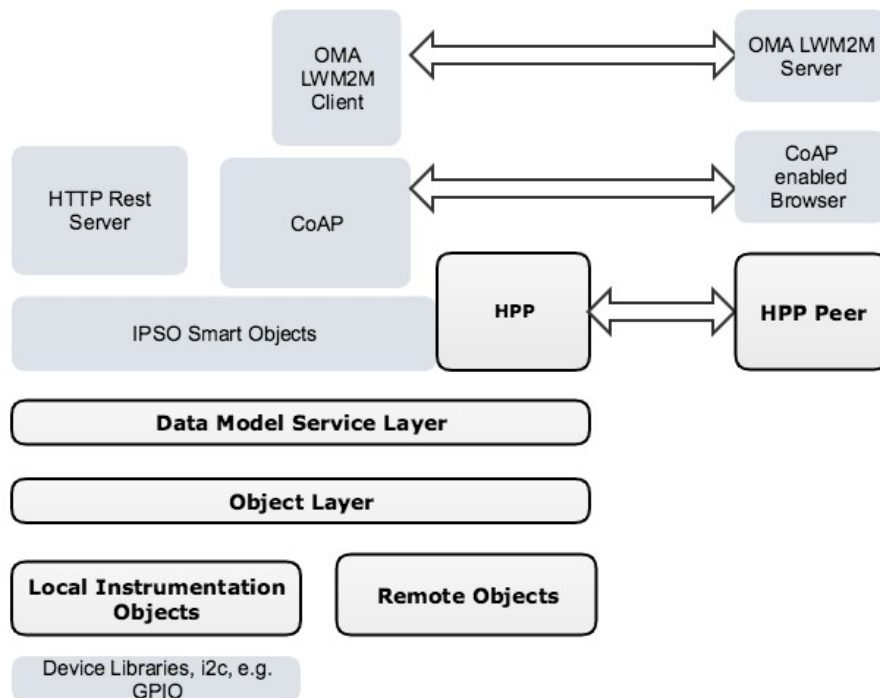 OMA
LWM2M
Client
OMA LWM2M
Server
HTTP Rest
Server
CoAP
CoAP
enabled
Browser
HPP
HPP Peer
IPSO Smart Objects
Data Model Service Layer
Object Layer
Local Instrumentation
Objects
Remote Objects
Device Libraries, i2c, e.g.
GPIO